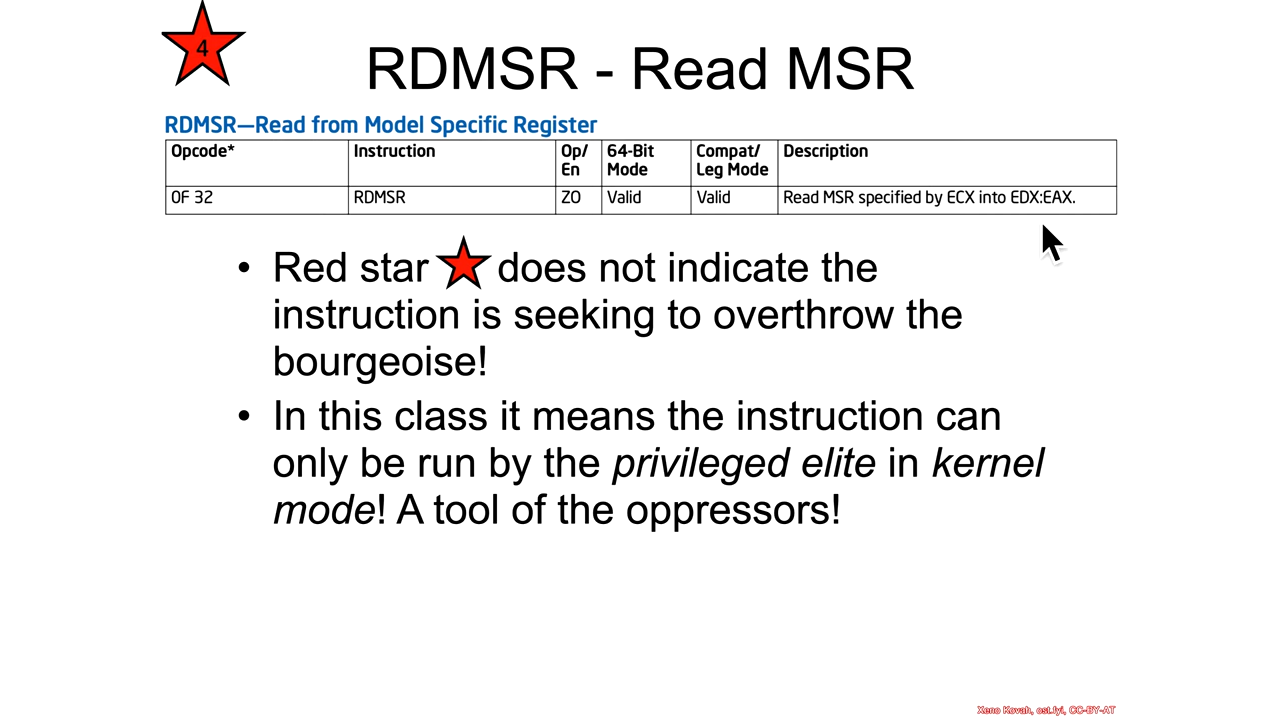 4
RDMSR - Read MSR
RDMSR—Read from Model Specific Register
Opcode* Instruction Op/ En 64-Bit Mode Compat/ Leg Mode Description
0F 32 RDMSR ZO Valid Valid Read MSR specified by ECX into EDX:EAX.
• Red star does not indicate the
instruction is seeking to overthrow the
bourgeoise!
• In this class it means the instruction can
only be run by the privileged elite in kernel
mode! A tool of the oppressors!
Xeno Kovah, ost.fyi, CC-BY-AT